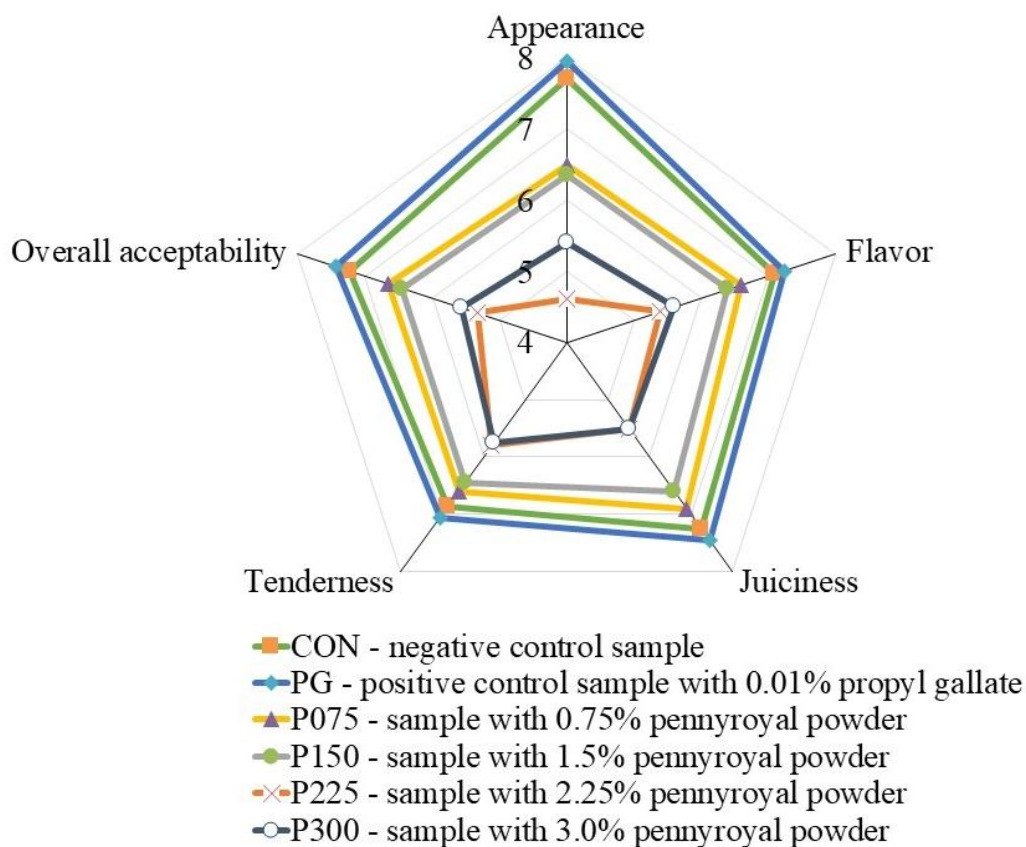 Appearance
8
7
6
5
4
Overall acceptability
Flavor
Tenderness
Juiciness
CON - negative control sample
PG - positive control sample with 0.01% propyl gallate
P075 - sample with 0.75% pennyroyal powder
P150 - sample with 1.5% pennyroyal powder
P225 - sample with 2.25% pennyroyal powder
P300 - sample with 3.0% pennyroyal powder